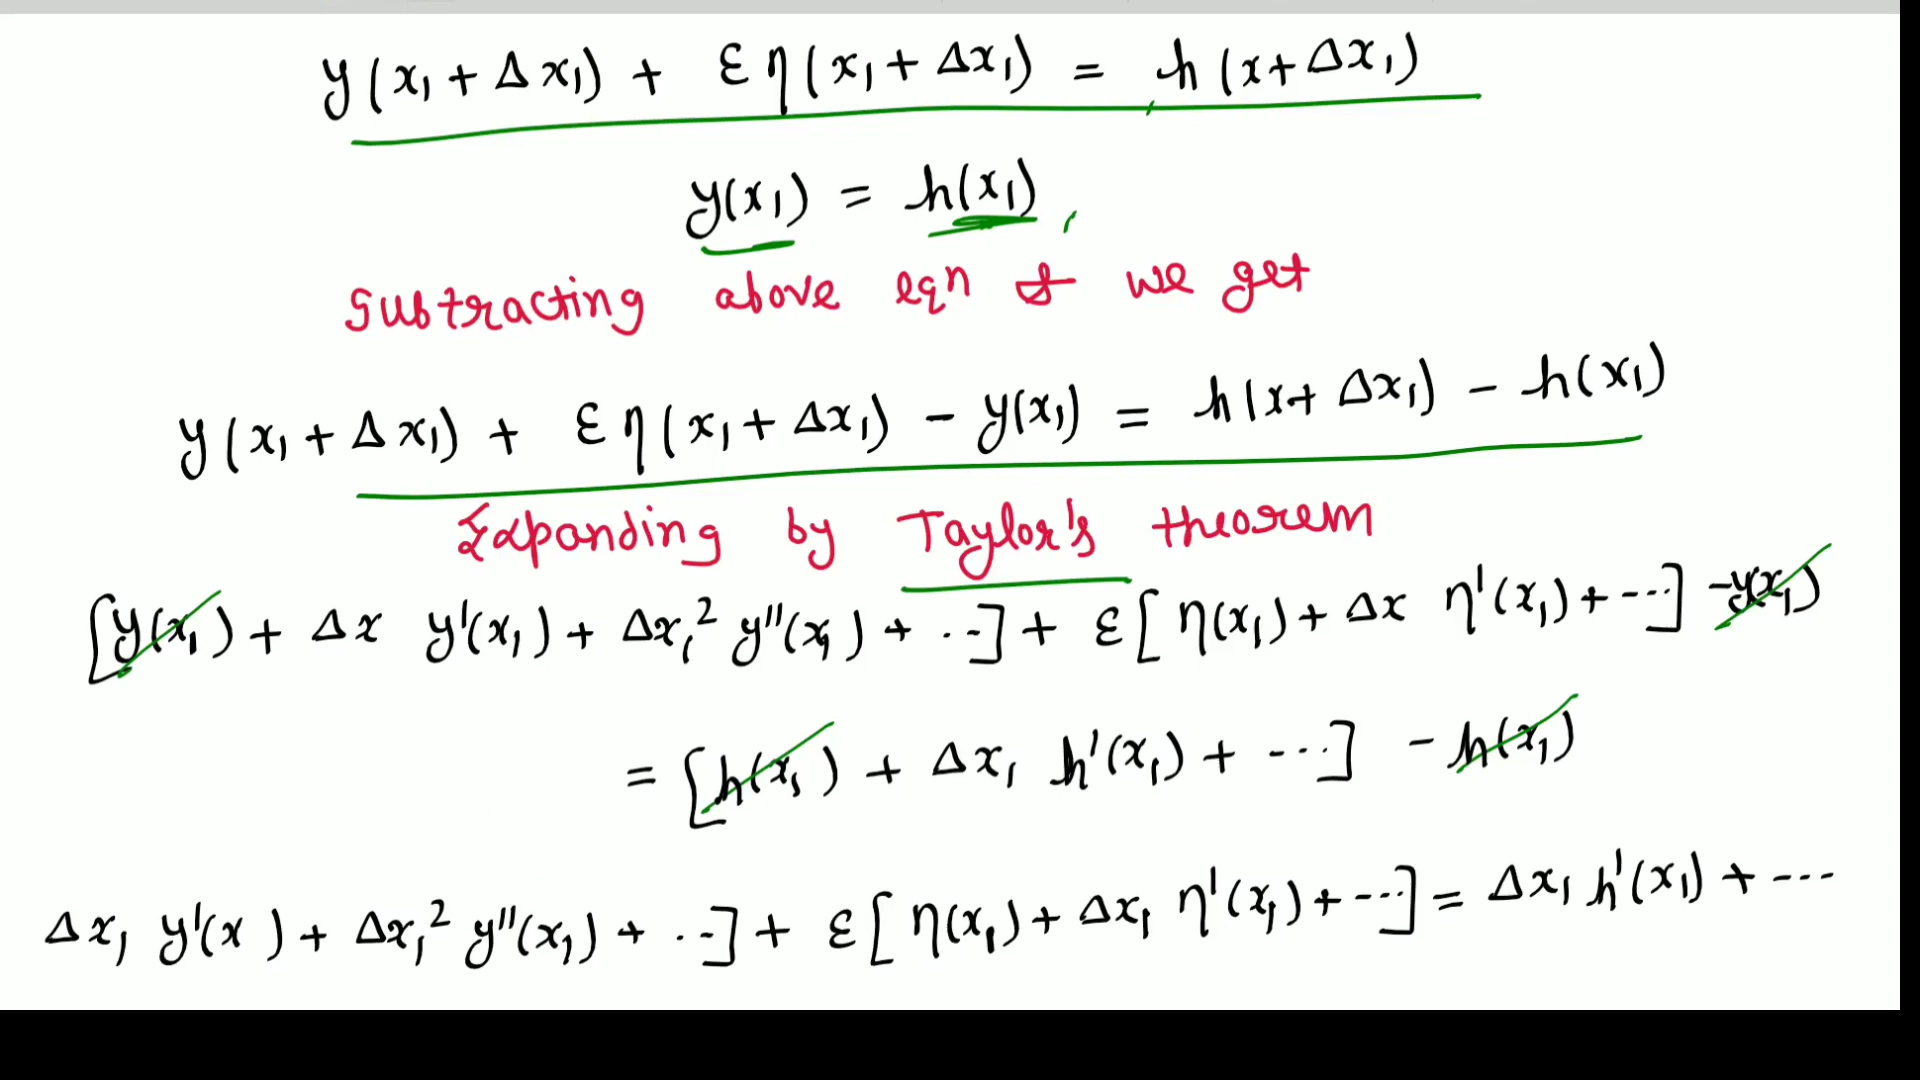 y(x₁ + Δx₁) + εη(x₁ + Δx₁) = h(x + Δx₁)
y(x₁) = h(x₁)
Subtracting above eqn & we get
y(x₁ + Δx₁) + εη(x₁ + Δx₁) - y(x₁) = h(x + Δx₁) - h(x₁)
Expanding by Taylor's theorem
[y(x₁) + Δx y'(x₁) + Δx₁² y''(x₁) + ...] + ε[η(x₁) + Δx η'(x₁) + ---] - y(x₁)
= [h(x₁) + Δx₁ h'(x₁) + ---] - h(x₁)
Δx₁ y'(x) + Δx₁² y''(x₁) + ...] + ε[η(x₁) + Δx₁ η'(x₁) + ---] = Δx₁ h'(x₁) + ---